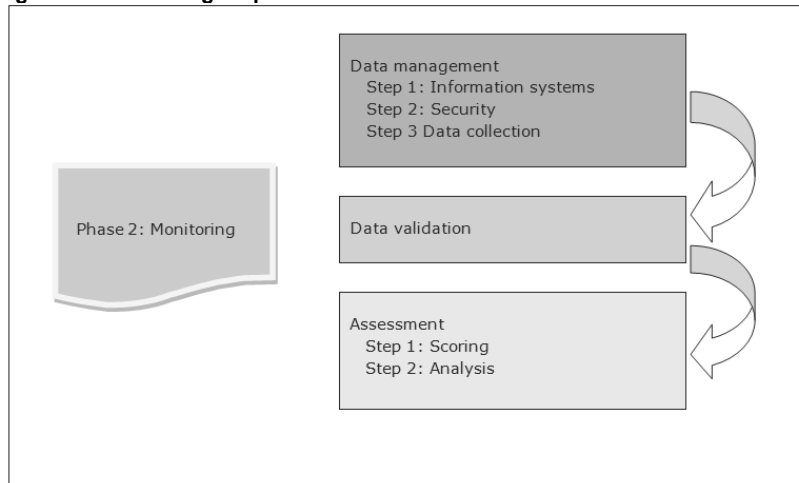 Phase 2: Monitoring
Data management
Step 1: Information systems
Step 2: Security
Step 3 Data collection
Data validation
Assessment
Step 1: Scoring
Step 2: Analysis